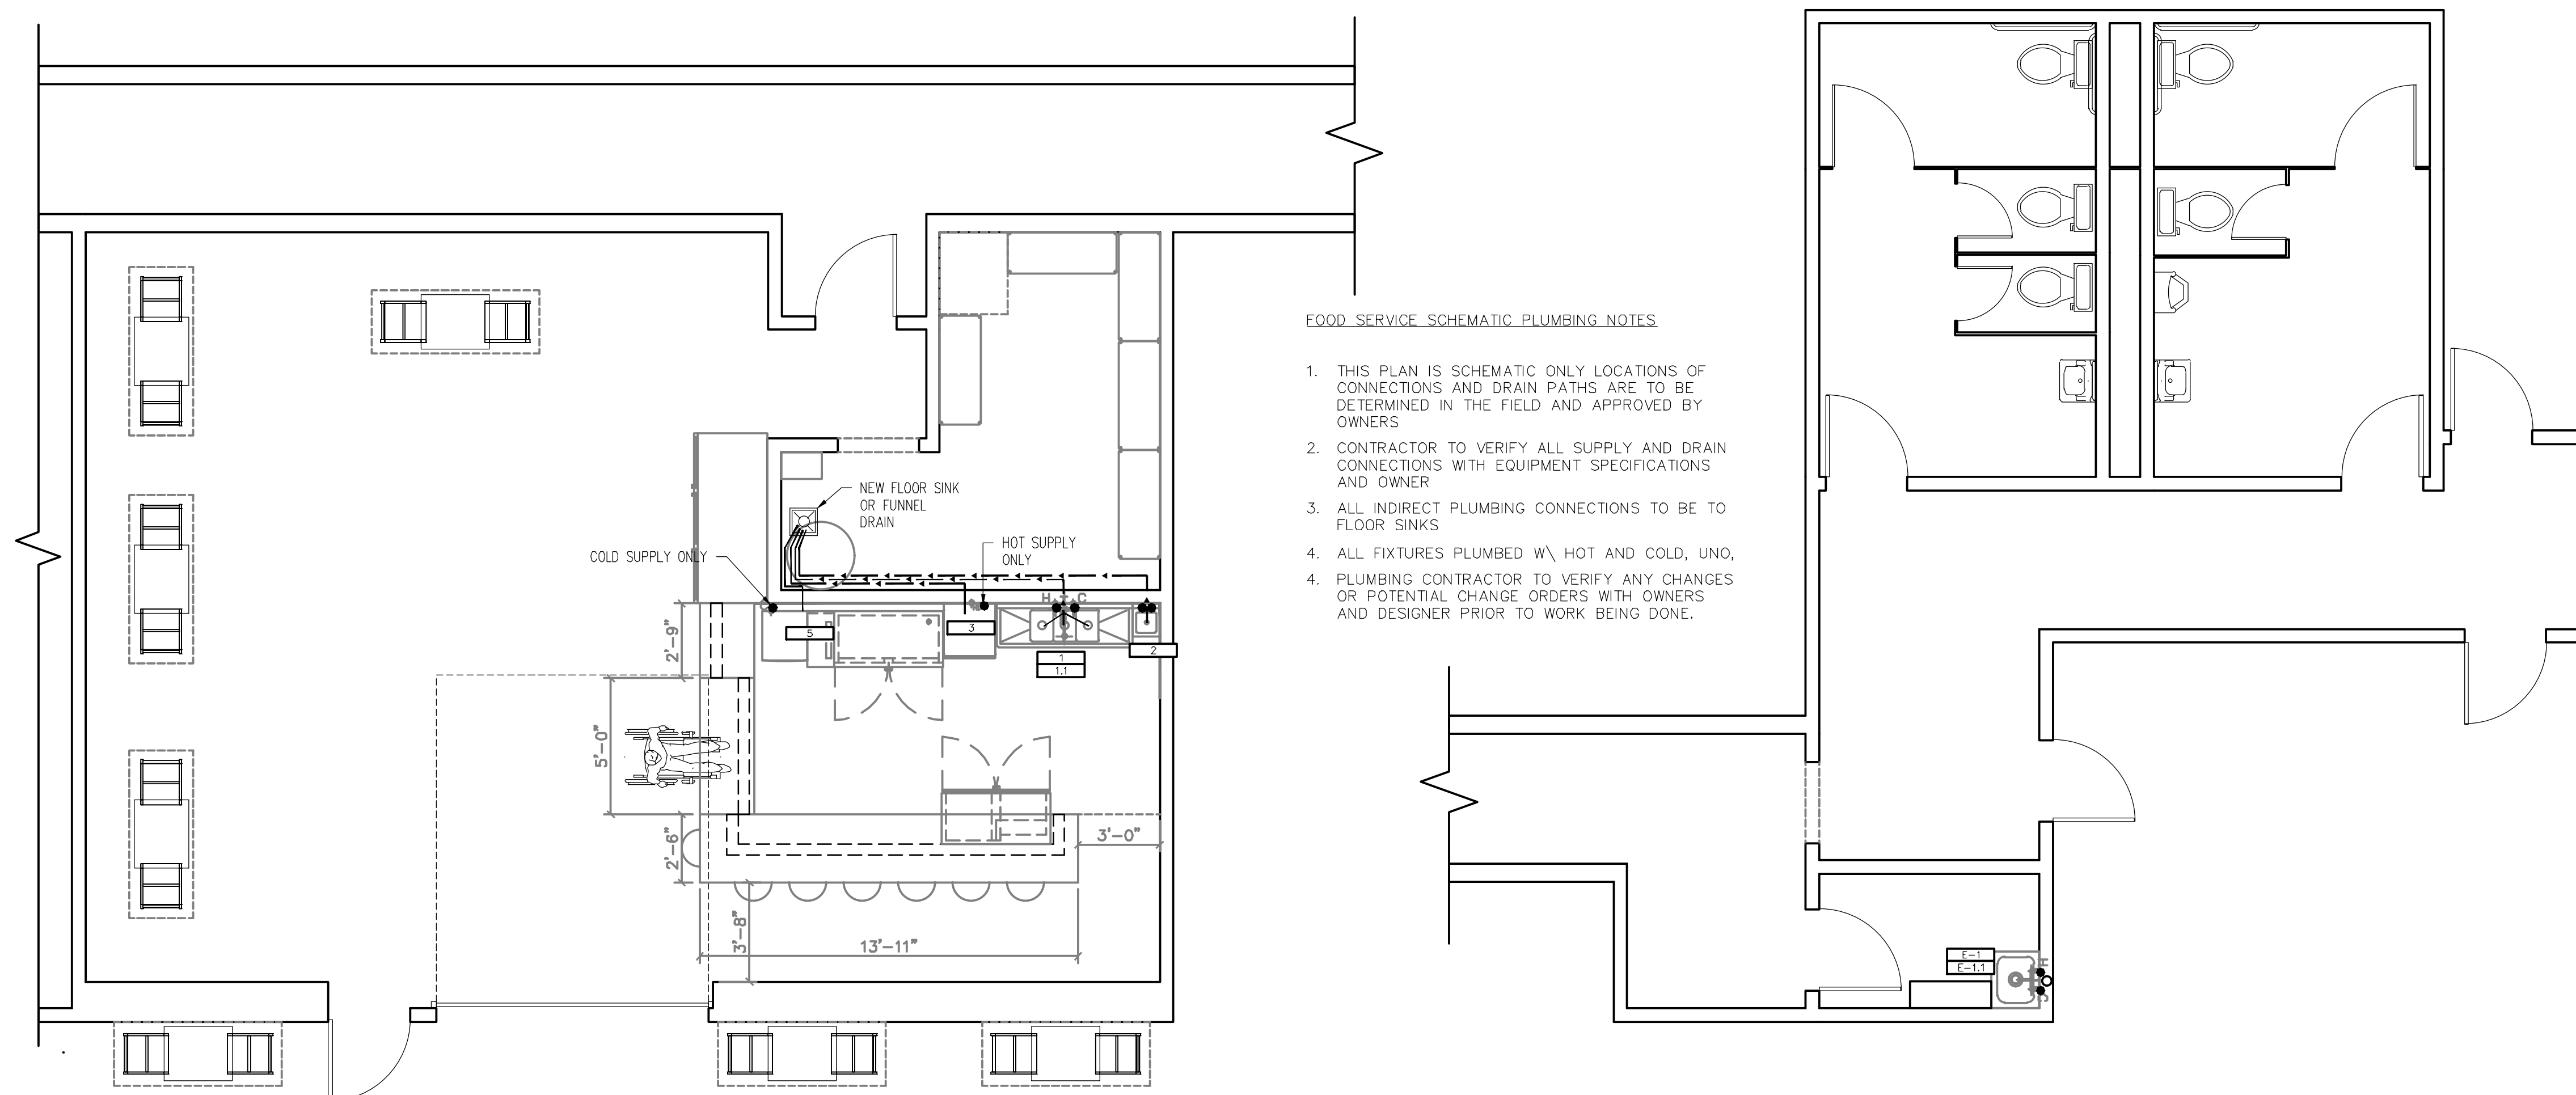 FOOD SERVICE SCHEMATIC PLUMBING NOTES
1. THIS PLAN IS SCHEMATIC ONLY LOCATIONS OF
CONNECTIONS AND DRAIN PATHS ARE TO BE
DETERMINED IN THE FIELD AND APPROVED BY
OWNERS
2. CONTRACTOR TO VERIFY ALL SUPPLY AND DRAIN
CONNECTIONS WITH EQUIPMENT SPECIFICATIONS
AND OWNER
3. ALL INDIRECT PLUMBING CONNECTIONS TO BE TO
FLOOR SINKS
4. ALL FIXTURES PLUMBED W\ HOT AND COLD, UNO,
4. PLUMBING CONTRACTOR TO VERIFY ANY CHANGES
OR POTENTIAL CHANGE ORDERS WITH OWNERS
AND DESIGNER PRIOR TO WORK BEING DONE.
NEW FLOOR SINK
OR FUNNEL
DRAIN
COLD SUPPLY ONLY
HOT SUPPLY
ONLY
H C
5
3
1
1.1
2
2'-9"
5'-0"
2'-6"
3'-8"
13'-11"
3'-0"
E-1
E-1.1
H
C